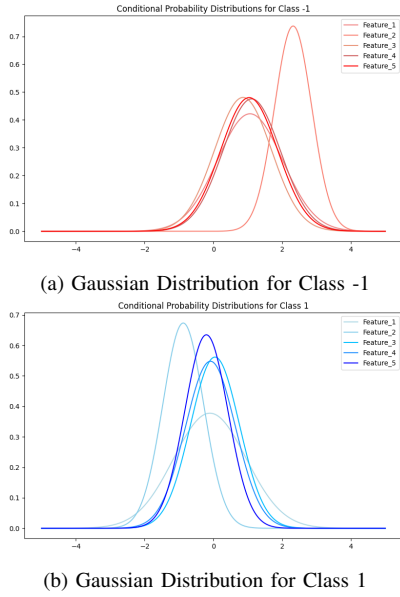 Conditional Probability Distributions for Class -1
0.7
0.6
0.5
0.4
0.3
0.2
0.1
0.0
−4
−2
0
2
4
Feature_1
Feature_2
Feature_3
Feature_4
Feature_5
(a) Gaussian Distribution for Class -1
Conditional Probability Distributions for Class 1
0.7
0.6
0.5
0.4
0.3
0.2
0.1
0.0
−4
−2
0
2
4
Feature_1
Feature_2
Feature_3
Feature_4
Feature_5
(b) Gaussian Distribution for Class 1